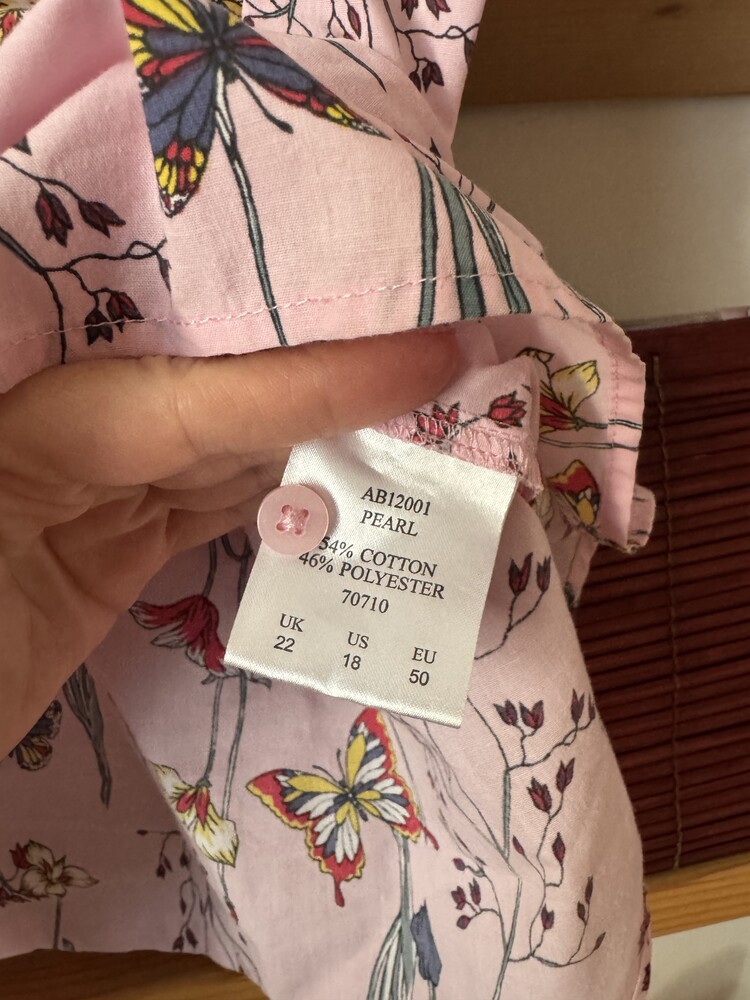 AB12001
PEARL
54% COTTON
46% POLYESTER
70710
UK US EU
22 18 50